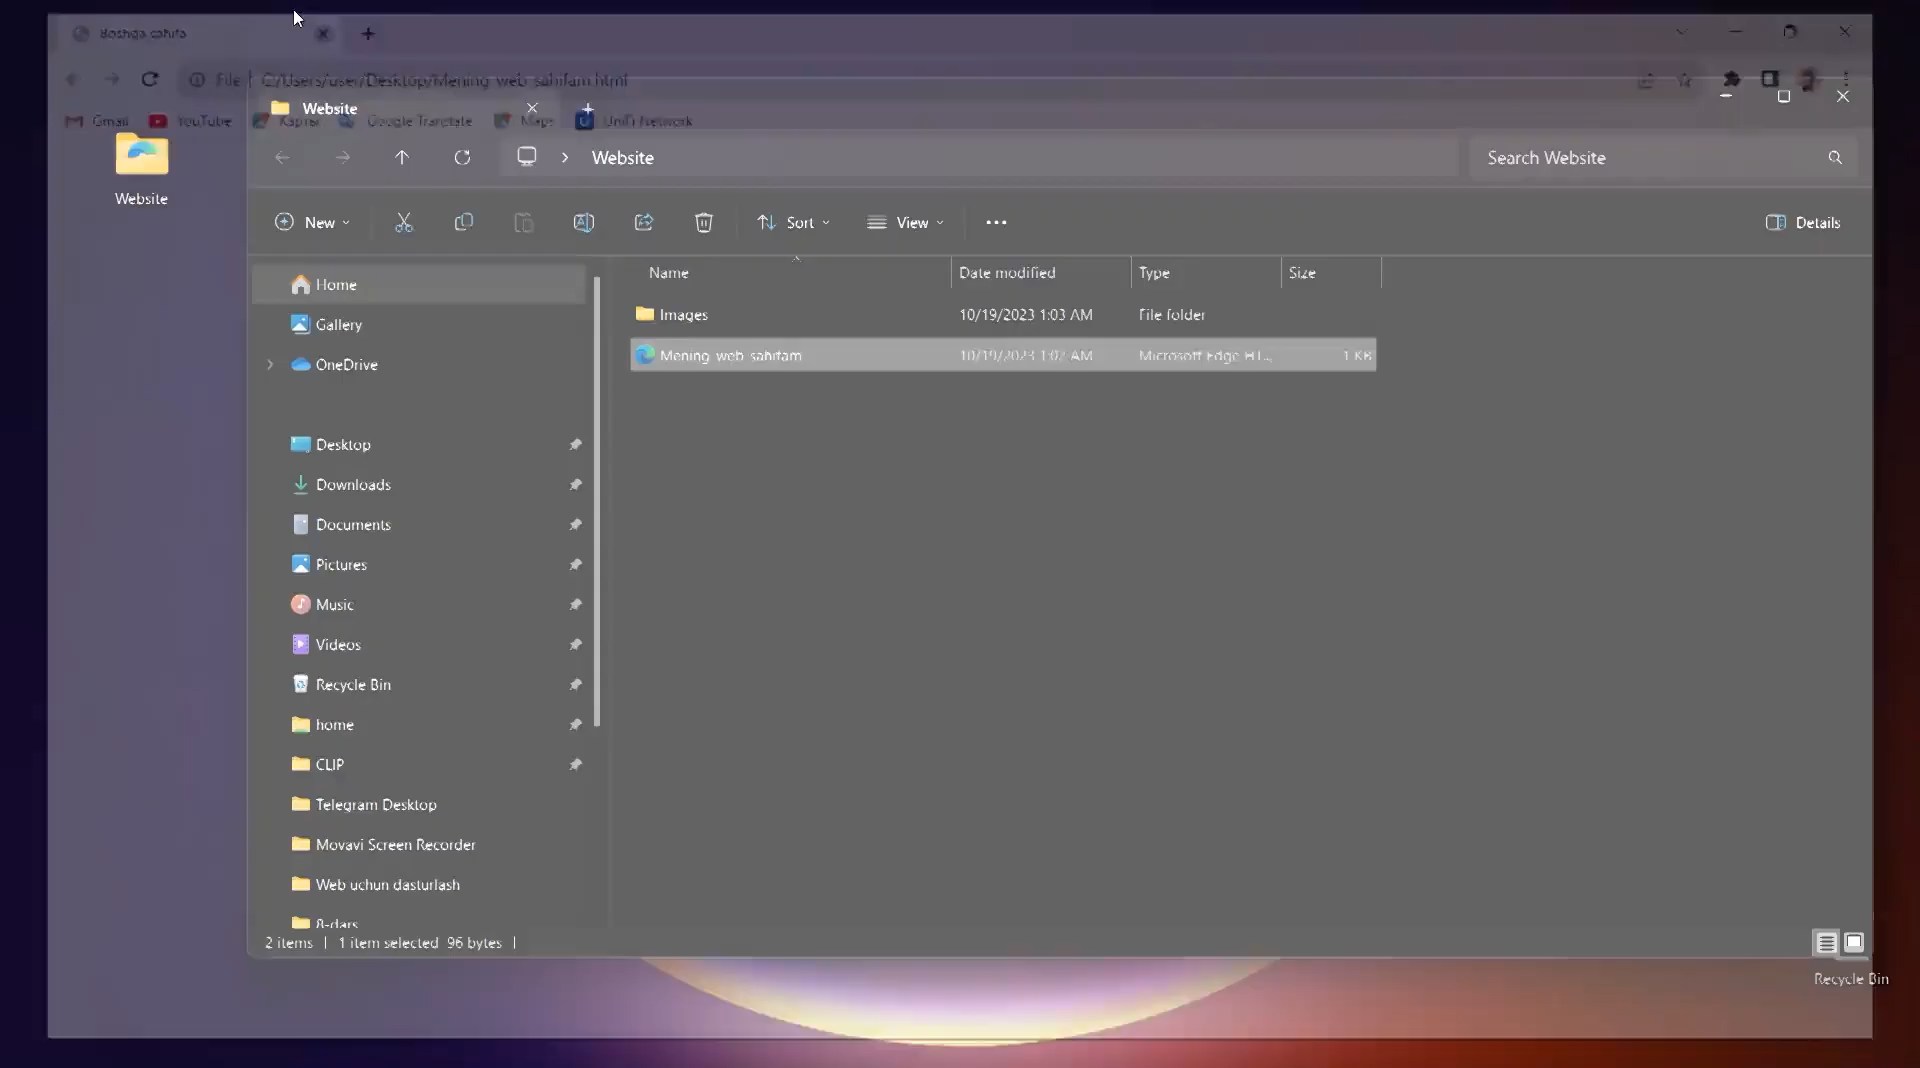 Boshqa sahifa
File | C:/Users/user/Desktop/Mening web sahifam.html
Website
Gmail YouTube Google Translate Maps UniFi Network
Website
Website
Search Website
New
Sort
View
Details
Name Date modified Type Size
Images 10/19/2023 1:03 AM File folder
Mening web sahifam 10/19/2023 1:02 AM Microsoft Edge HT... 1 KB
Home
Gallery
OneDrive
Desktop
Downloads
Documents
Pictures
Music
Videos
Recycle Bin
home
CLIP
Telegram Desktop
Movavi Screen Recorder
Web uchun dasturlash
8-dars
2 items | 1 item selected 96 bytes |
Recycle Bin